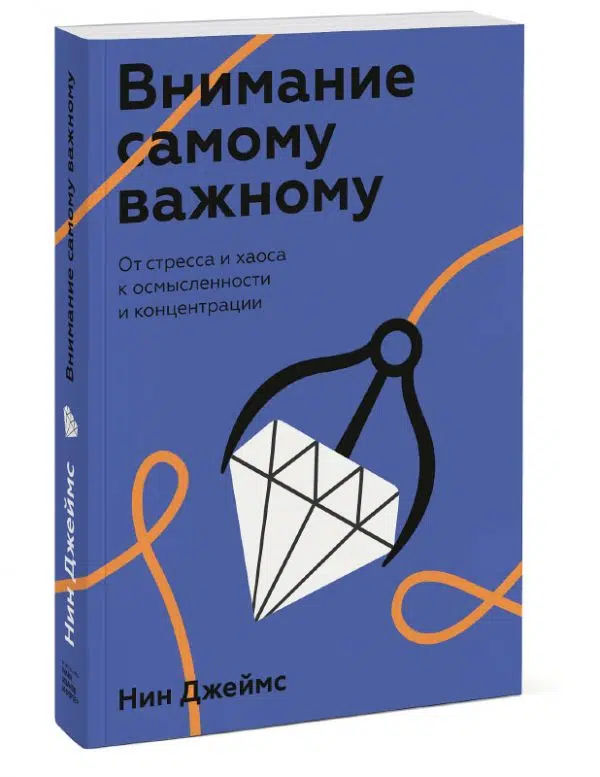 Внимание
самому
важному
От стресса и хаоса
к осмысленности
и концентрации
Нин Джеймс
Внимание самому важному
Нин Джеймс